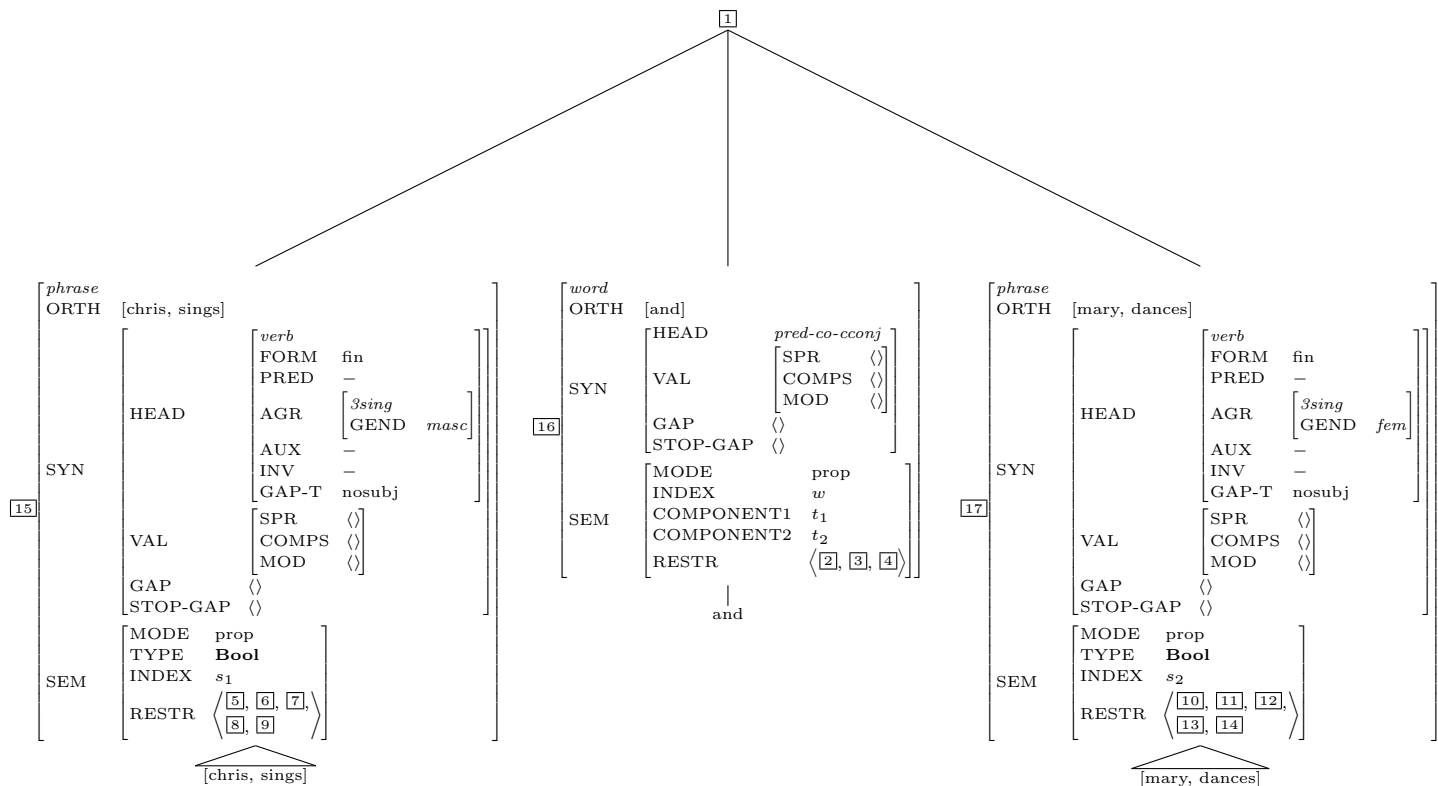 1
phrase
ORTH [chris, sings]
SYN
HEAD
verb
FORM fin
PRED −
AGR
3sing
GEND masc
AUX −
INV −
GAP-T nosubj
VAL
SPR ⟨⟩
COMPS ⟨⟩
MOD ⟨⟩
GAP ⟨⟩
STOP-GAP ⟨⟩
15
SEM
MODE prop
TYPE Bool
INDEX s₁
RESTR ⟨5, 6, 7,
8, 9⟩
[chris, sings]
word
ORTH [and]
SYN
HEAD pred-co-cconj
VAL
SPR ⟨⟩
COMPS ⟨⟩
MOD ⟨⟩
GAP ⟨⟩
STOP-GAP ⟨⟩
16
SEM
MODE prop
INDEX w
COMPONENT1 t₁
COMPONENT2 t₂
RESTR ⟨2, 3, 4⟩
and
phrase
ORTH [mary, dances]
SYN
HEAD
verb
FORM fin
PRED −
AGR
3sing
GEND fem
AUX −
INV −
GAP-T nosubj
VAL
SPR ⟨⟩
COMPS ⟨⟩
MOD ⟨⟩
GAP ⟨⟩
STOP-GAP ⟨⟩
17
SEM
MODE prop
TYPE Bool
INDEX s₂
RESTR ⟨10, 11, 12,
13, 14⟩
[mary, dances]